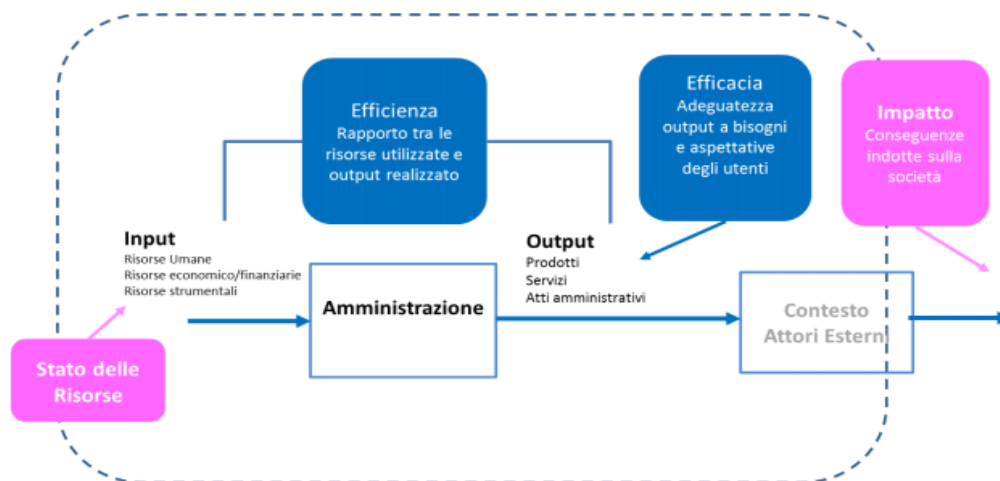 Efficienza
Rapporto tra le
risorse utilizzate e
output realizzato
Efficacia
Adeguatezza
output a bisogni
e aspettative
degli utenti
Impatto
Conseguenze
indotte sulla
società
Input
Risorse Umane
Risorse economico/finanziarie
Risorse strumentali
Output
Prodotti
Servizi
Atti amministrativi
Amministrazione
Contesto
Attori Esterni
Stato delle
Risorse